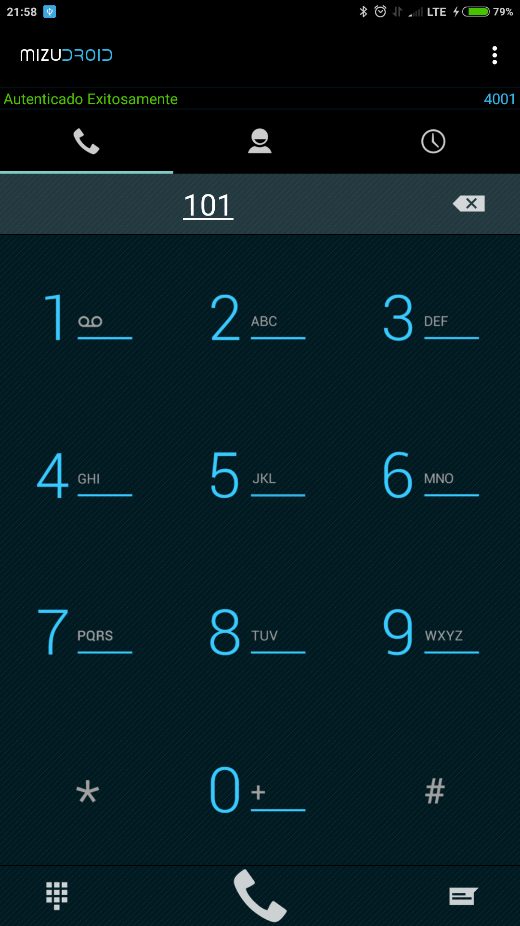 21:58 LTE 79%
MIZUDROID
Autenticado Exitosamente 4001
101
1 2 ABC 3 DEF
4 GHI 5 JKL 6 MNO
7 PQRS 8 TUV 9 WXYZ
* 0 + #